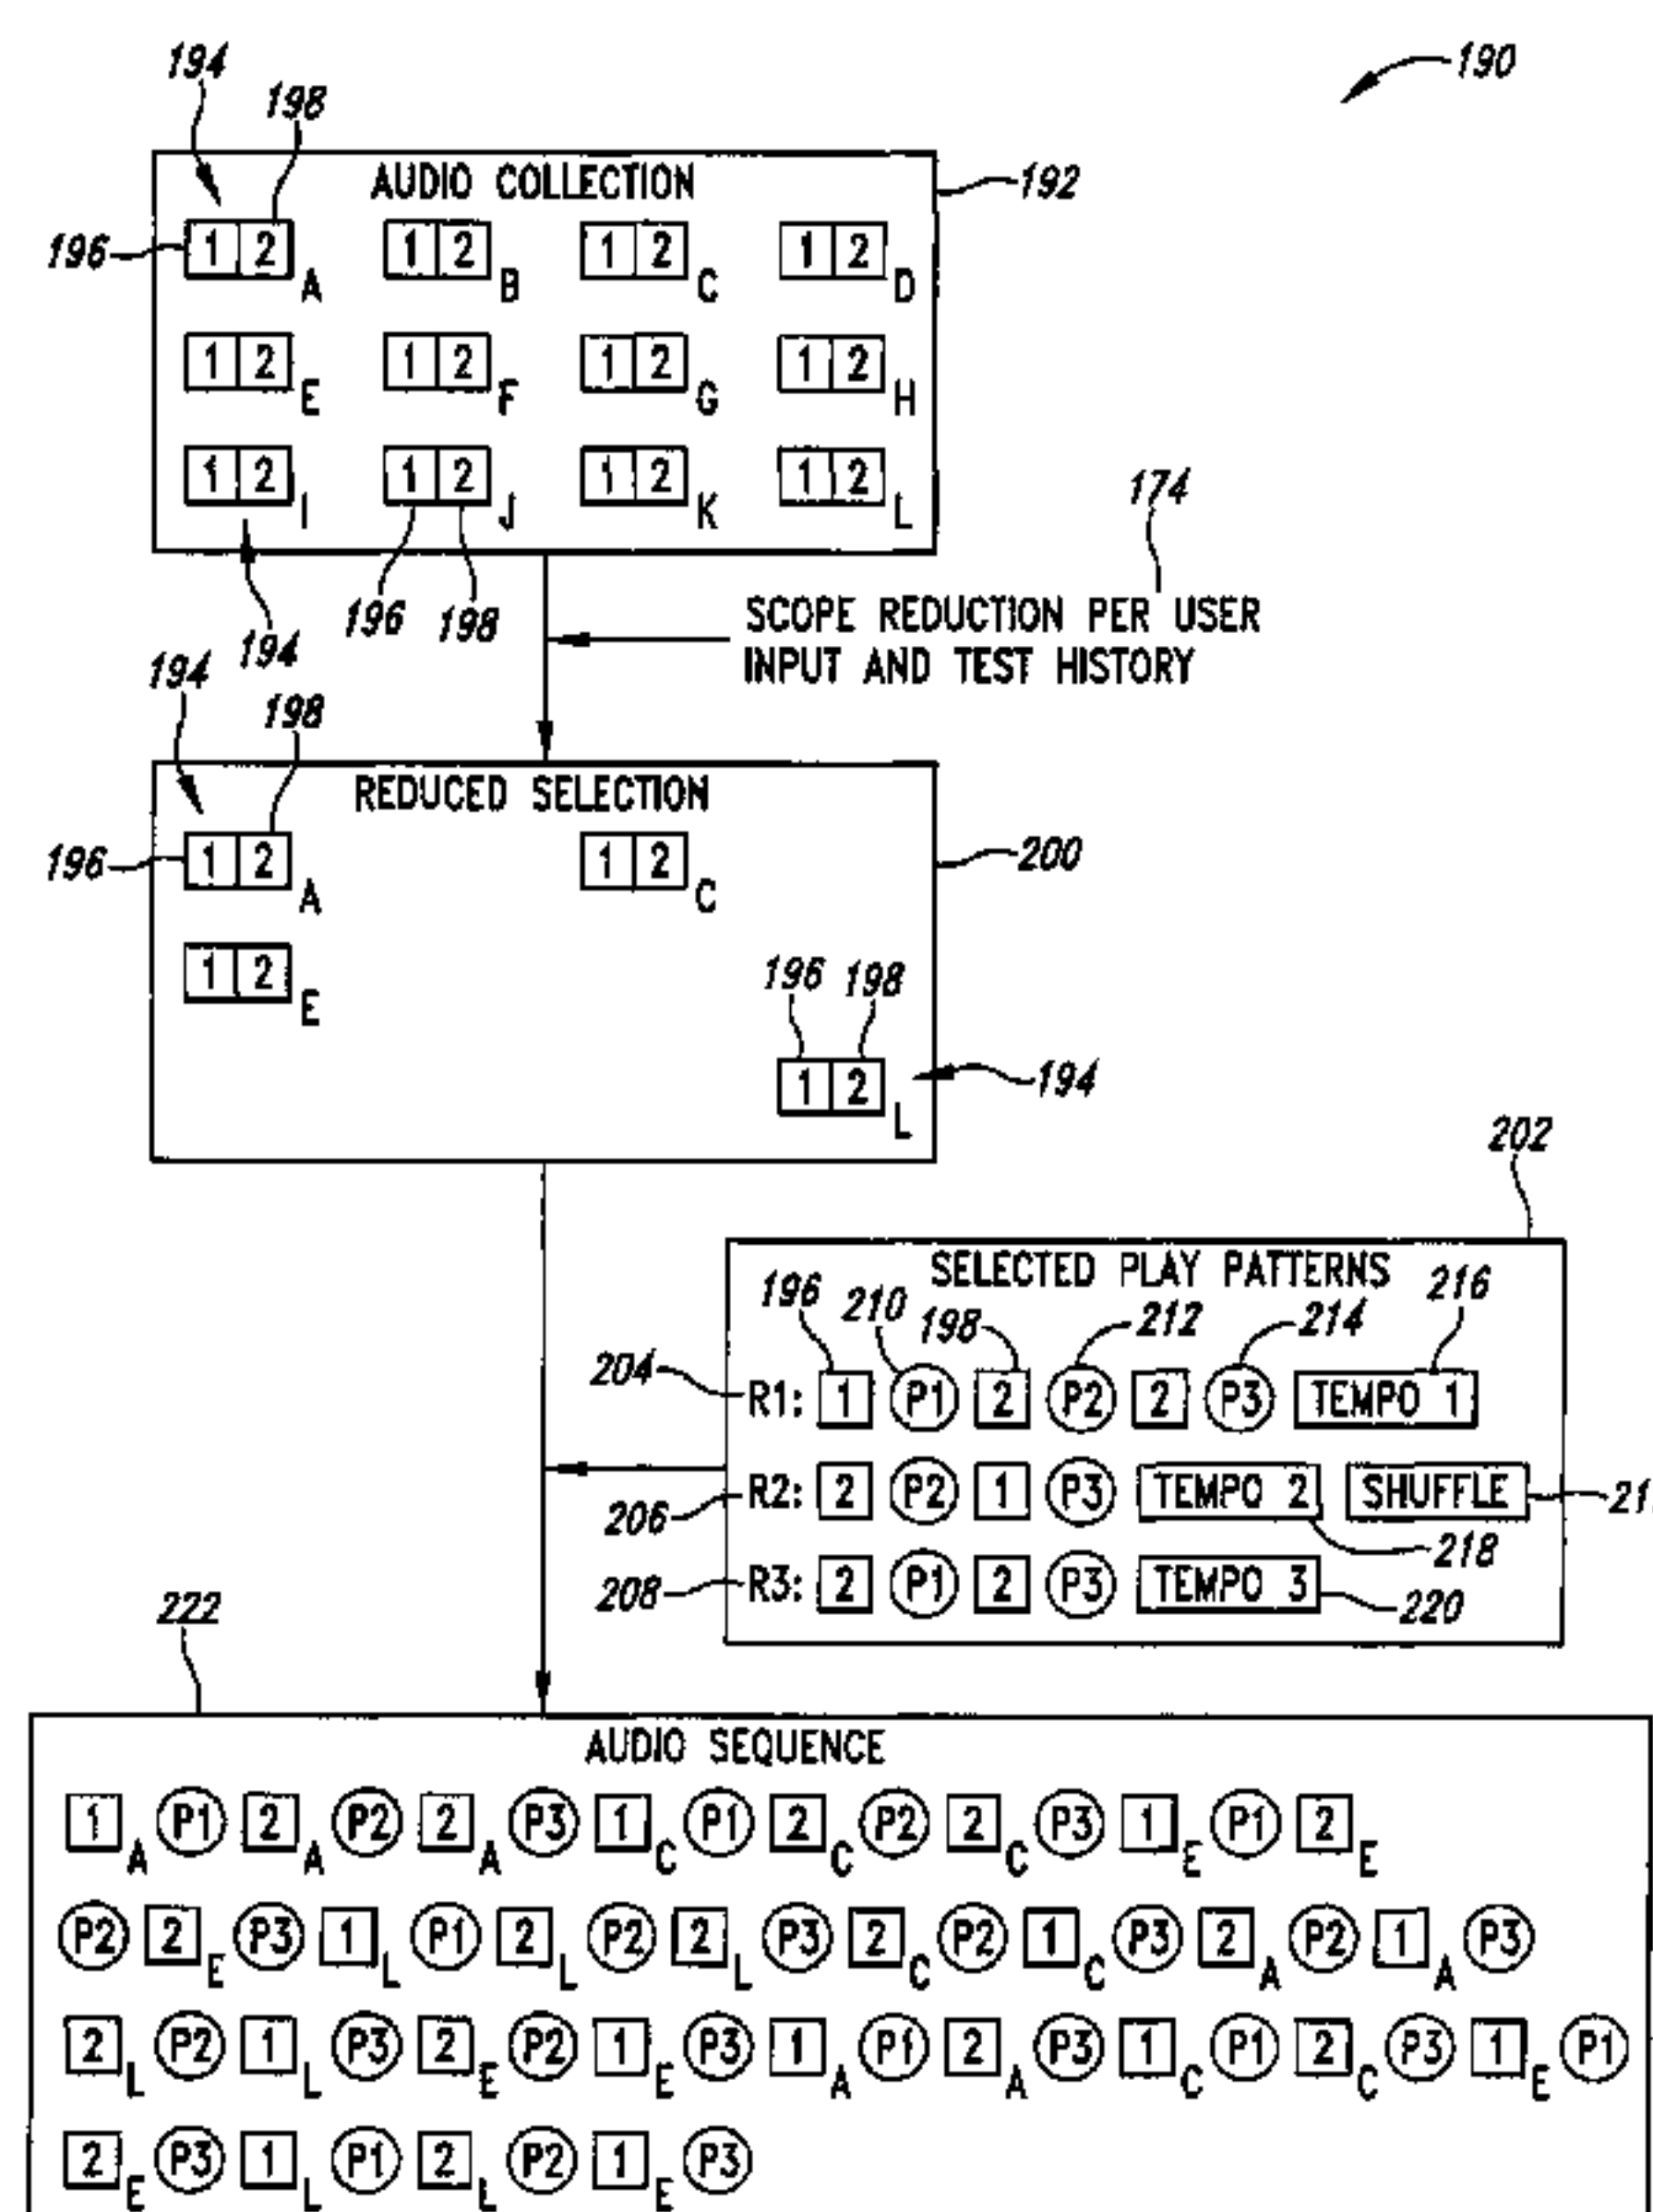 190
194
198
AUDIO COLLECTION
192
196
1 2 A 1 2 B 1 2 C 1 2 D
1 2 E 1 2 F 1 2 G 1 2 H
1 2 I 1 2 J 1 2 K 1 2 L
174
196 198
194
SCOPE REDUCTION PER USER
INPUT AND TEST HISTORY
194
198
REDUCED SELECTION
196
1 2 A 1 2 C
200
1 2 E
196 198
1 2 L
194
202
SELECTED PLAY PATTERNS
196 210 198 212 214 216
204 R1: 1 P1 2 P2 2 P3 TEMPO 1
206 R2: 2 P2 1 P3 TEMPO 2 SHUFFLE
218
208 R3: 2 P1 2 P3 TEMPO 3
220
222
AUDIO SEQUENCE
1 A P1 2 A P2 2 A P3 1 C P1 2 C P2 2 C P3 1 E P1 2 E
P2 2 E P3 1 L P1 2 L P2 2 L P3 2 C P2 1 C P3 2 A P2 1 A P3
2 L P2 1 L P3 2 E P2 1 E P3 1 A P1 2 A P3 1 C P1 2 C P3 1 E P1
2 E P3 1 L P1 2 L P2 1 E P3